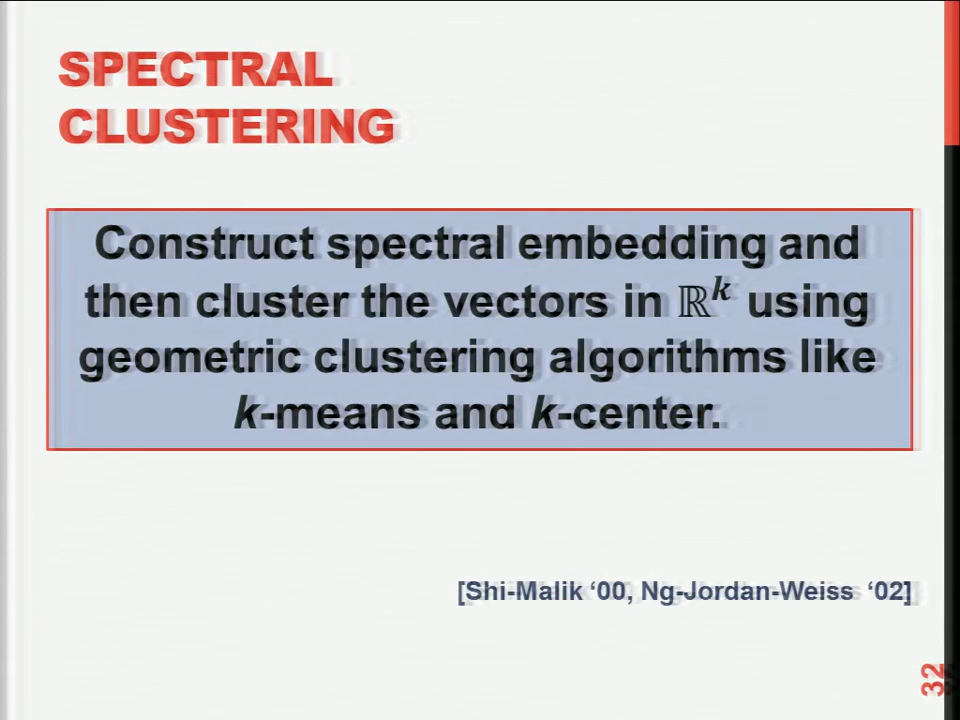 SPECTRAL
CLUSTERING
Construct spectral embedding and
then cluster the vectors in ℝᵏ using
geometric clustering algorithms like
k-means and k-center.
[Shi-Malik ‘00, Ng-Jordan-Weiss ‘02]
32